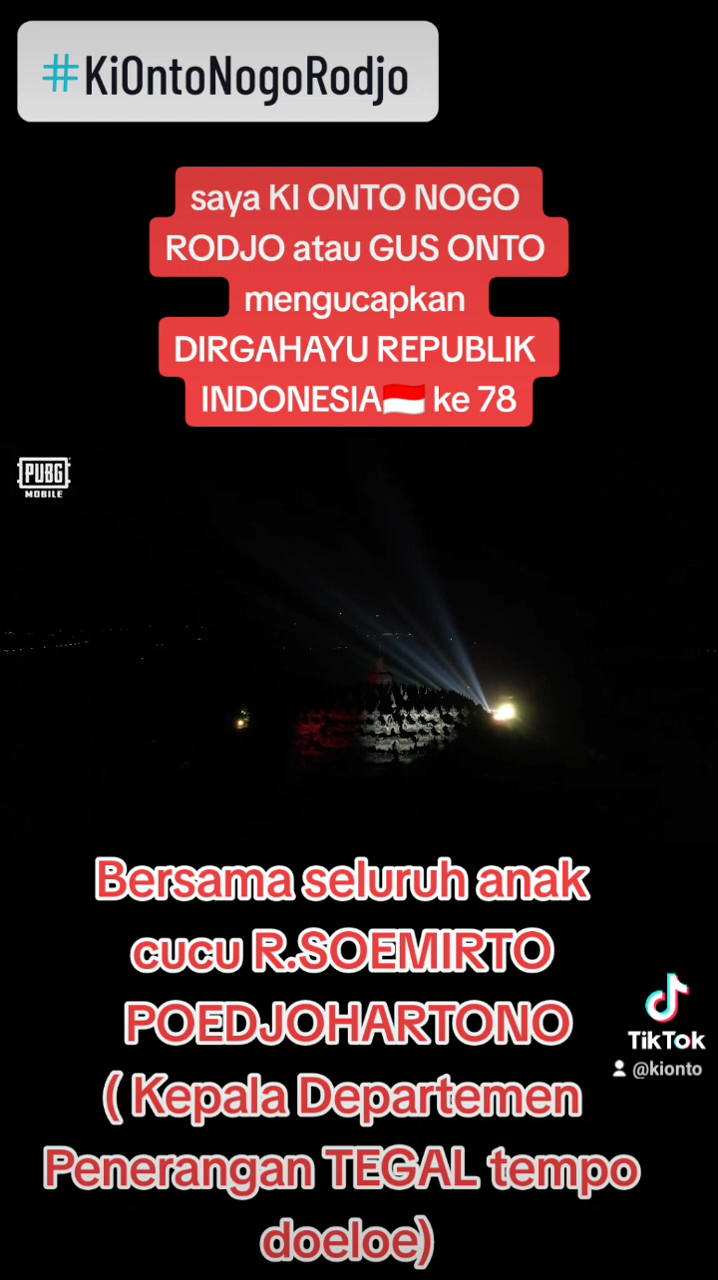 #KiOntoNogoRodjo
saya KI ONTO NOGO
RODJO atau GUS ONTO
mengucapkan
DIRGAHAYU REPUBLIK
INDONESIA🇮🇩 ke 78
PUBG
MOBILE
Bersama seluruh anak
cucu R.SOEMIRTO
POEDJOHARTONO
( Kepala Departemen
Penerangan TEGAL tempo
doeloe)
TikTok
@kionto